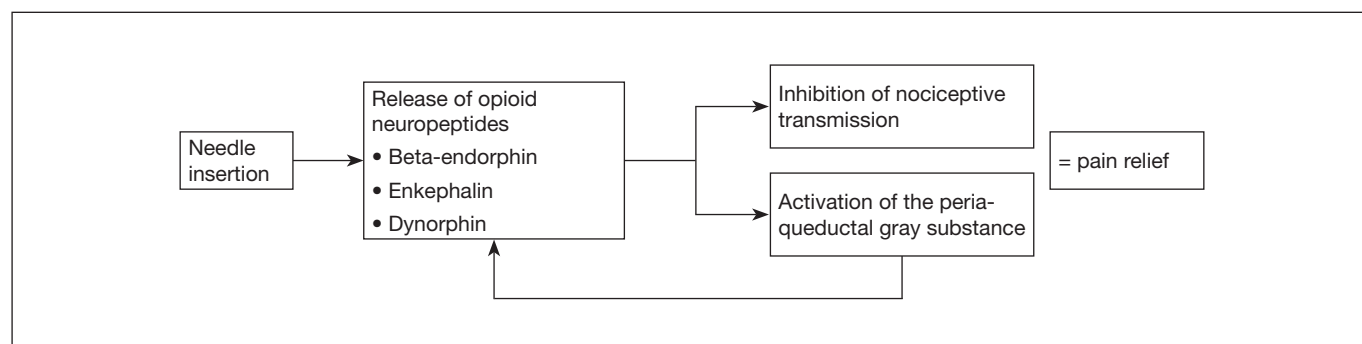 Needle
insertion
Release of opioid
neuropeptides
• Beta-endorphin
• Enkephalin
• Dynorphin
Inhibition of nociceptive
transmission
Activation of the peria-
queductal gray substance
= pain relief